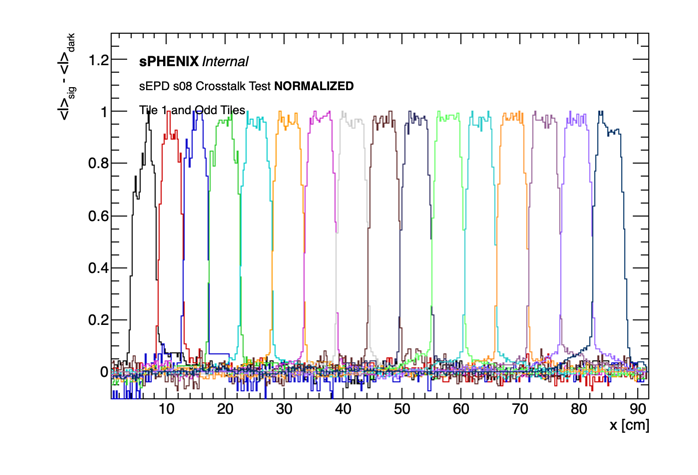 <I>sig - <I>dark
1.2
1
0.8
0.6
0.4
0.2
0
sPHENIX Internal
sEPD s08 Crosstalk Test NORMALIZED
Tile 1 and Odd Tiles
10 20 30 40 50 60 70 80 90
x [cm]